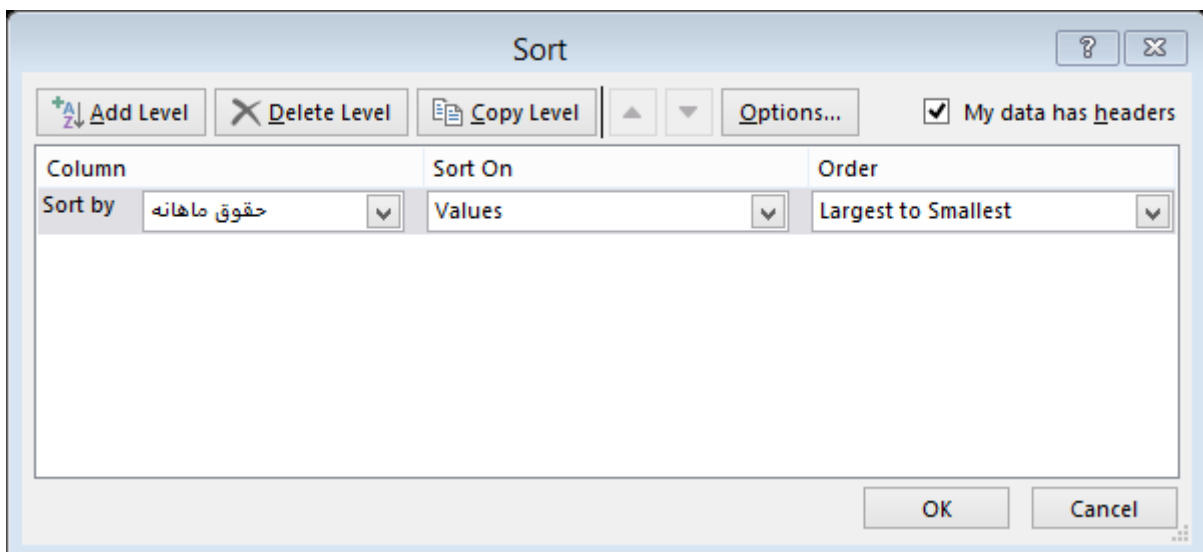 Sort
Add Level Delete Level Copy Level Options... My data has headers
Column Sort On Order
Sort by حقوق ماهانه Values Largest to Smallest
OK Cancel